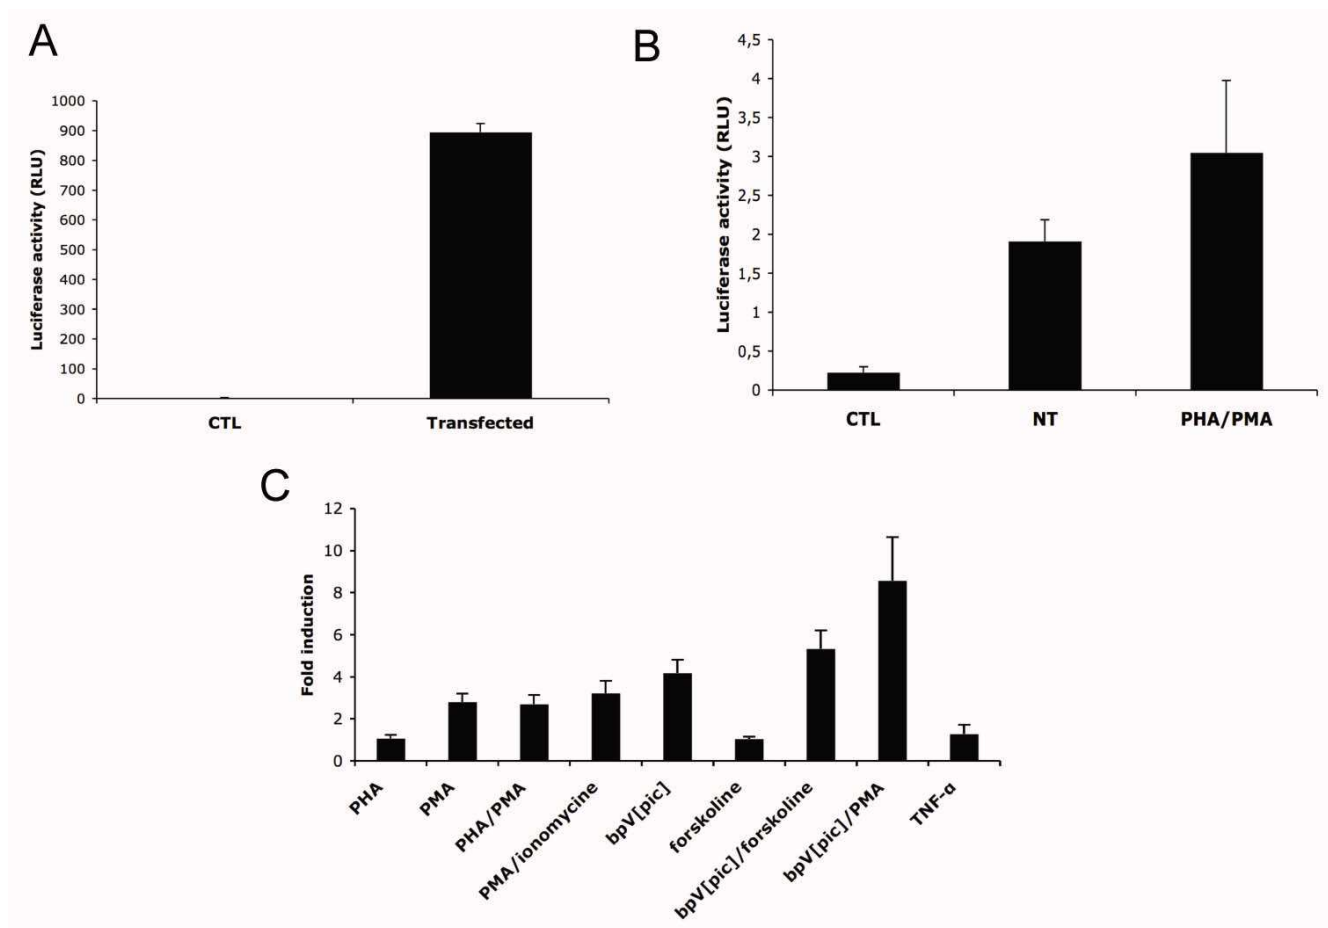 A
Luciferase activity (RLU)
1000
900
800
700
600
500
400
300
200
100
0
CTL
Transfected
B
Luciferase activity (RLU)
4,5
4
3,5
3
2,5
2
1,5
1
0,5
0
CTL
NT
PHA/PMA
C
Fold induction
12
10
8
6
4
2
0
PHA
PMA
PHA/PMA
PMA/ionomycine
bpV[pic]
forskoline
bpV[pic]/forskoline
bpV[pic]/PMA
TNF-α